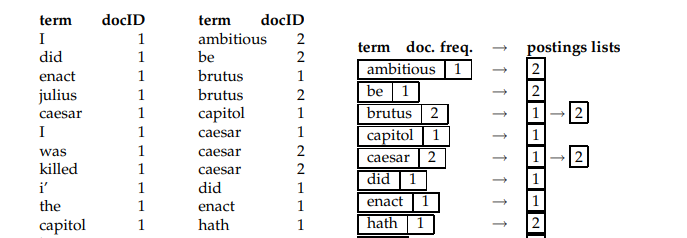 term docID term docID
I 1 ambitious 2
did 1 be 2 term doc. freq. → postings lists
enact 1 brutus 1 ambitious 1 → 2
julius 1 brutus 2 be 1 → 2
caesar 1 capitol 1 brutus 2 → 1 → 2
I 1 caesar 1 capitol 1 → 1
was 1 caesar 2 caesar 2 → 1 → 2
killed 1 caesar 2 did 1 → 1
i' 1 did 1 enact 1 → 1
the 1 enact 1 hath 1 → 2
capitol 1 hath 1